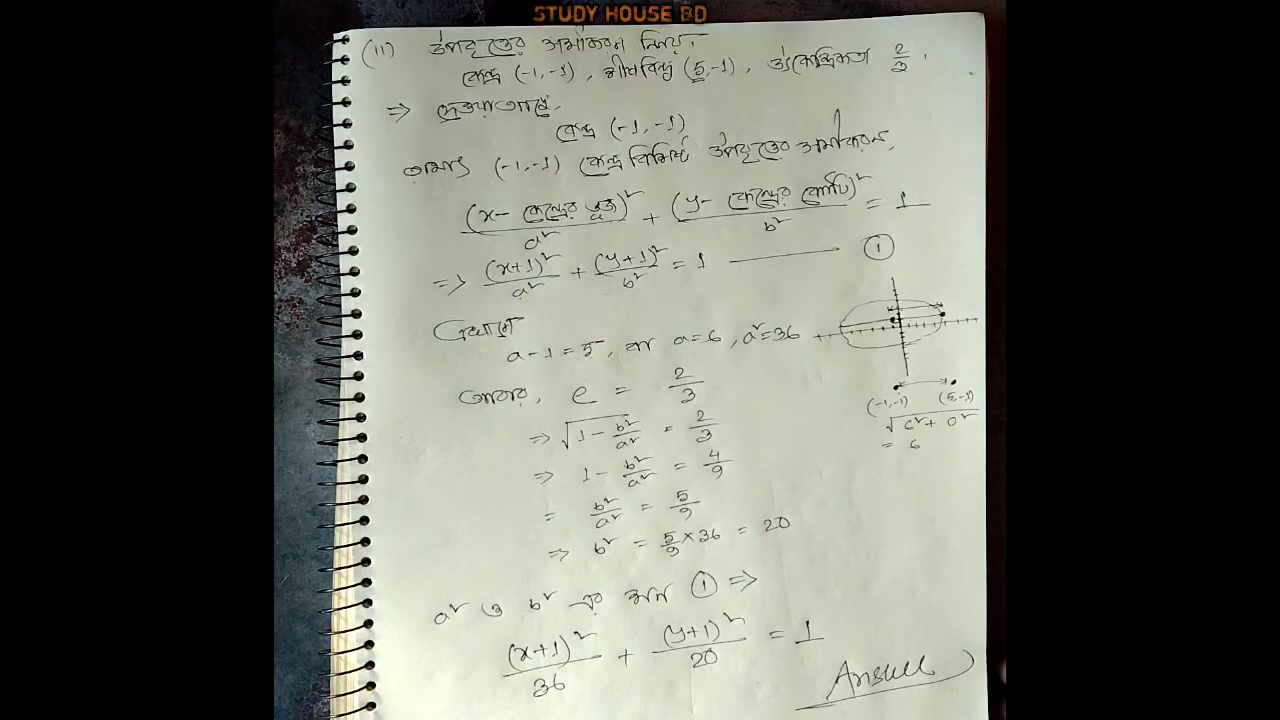 STUDY HOUSE BD
(11) উপবৃত্তের সমীকরণ নির্ণয়।
কেন্দ্র (-1,-1), শীর্ষবিন্দু (5,-1), উৎকেন্দ্রিকতা 2/3 ।
⇒ দেওয়া আছে,
কেন্দ্র (-1,-1)
আমরা (-1,-1) কেন্দ্র বিশিষ্ট উপবৃত্তের সমীকরণ,
(x- কেন্দ্রের ভুজ)²/a² + (y- কেন্দ্রের কোটি)²/b² = 1
⇒ (x+1)²/a² + (y+1)²/b² = 1 ——— ①
এখানে
a-1=5, বা a=6, a²=36
আবার, e = 2/3
⇒ √(1-b²/a²) = 2/3
⇒ 1-b²/a² = 4/9
= b²/a² = 5/9
⇒ b² = 5/9×36 = 20
(-1,-1) (5,-1)
√(6²+0²)
= 6
a² ও b² এর মান ① ⇒
(x+1)²/36 + (y+1)²/20 = 1
Answer